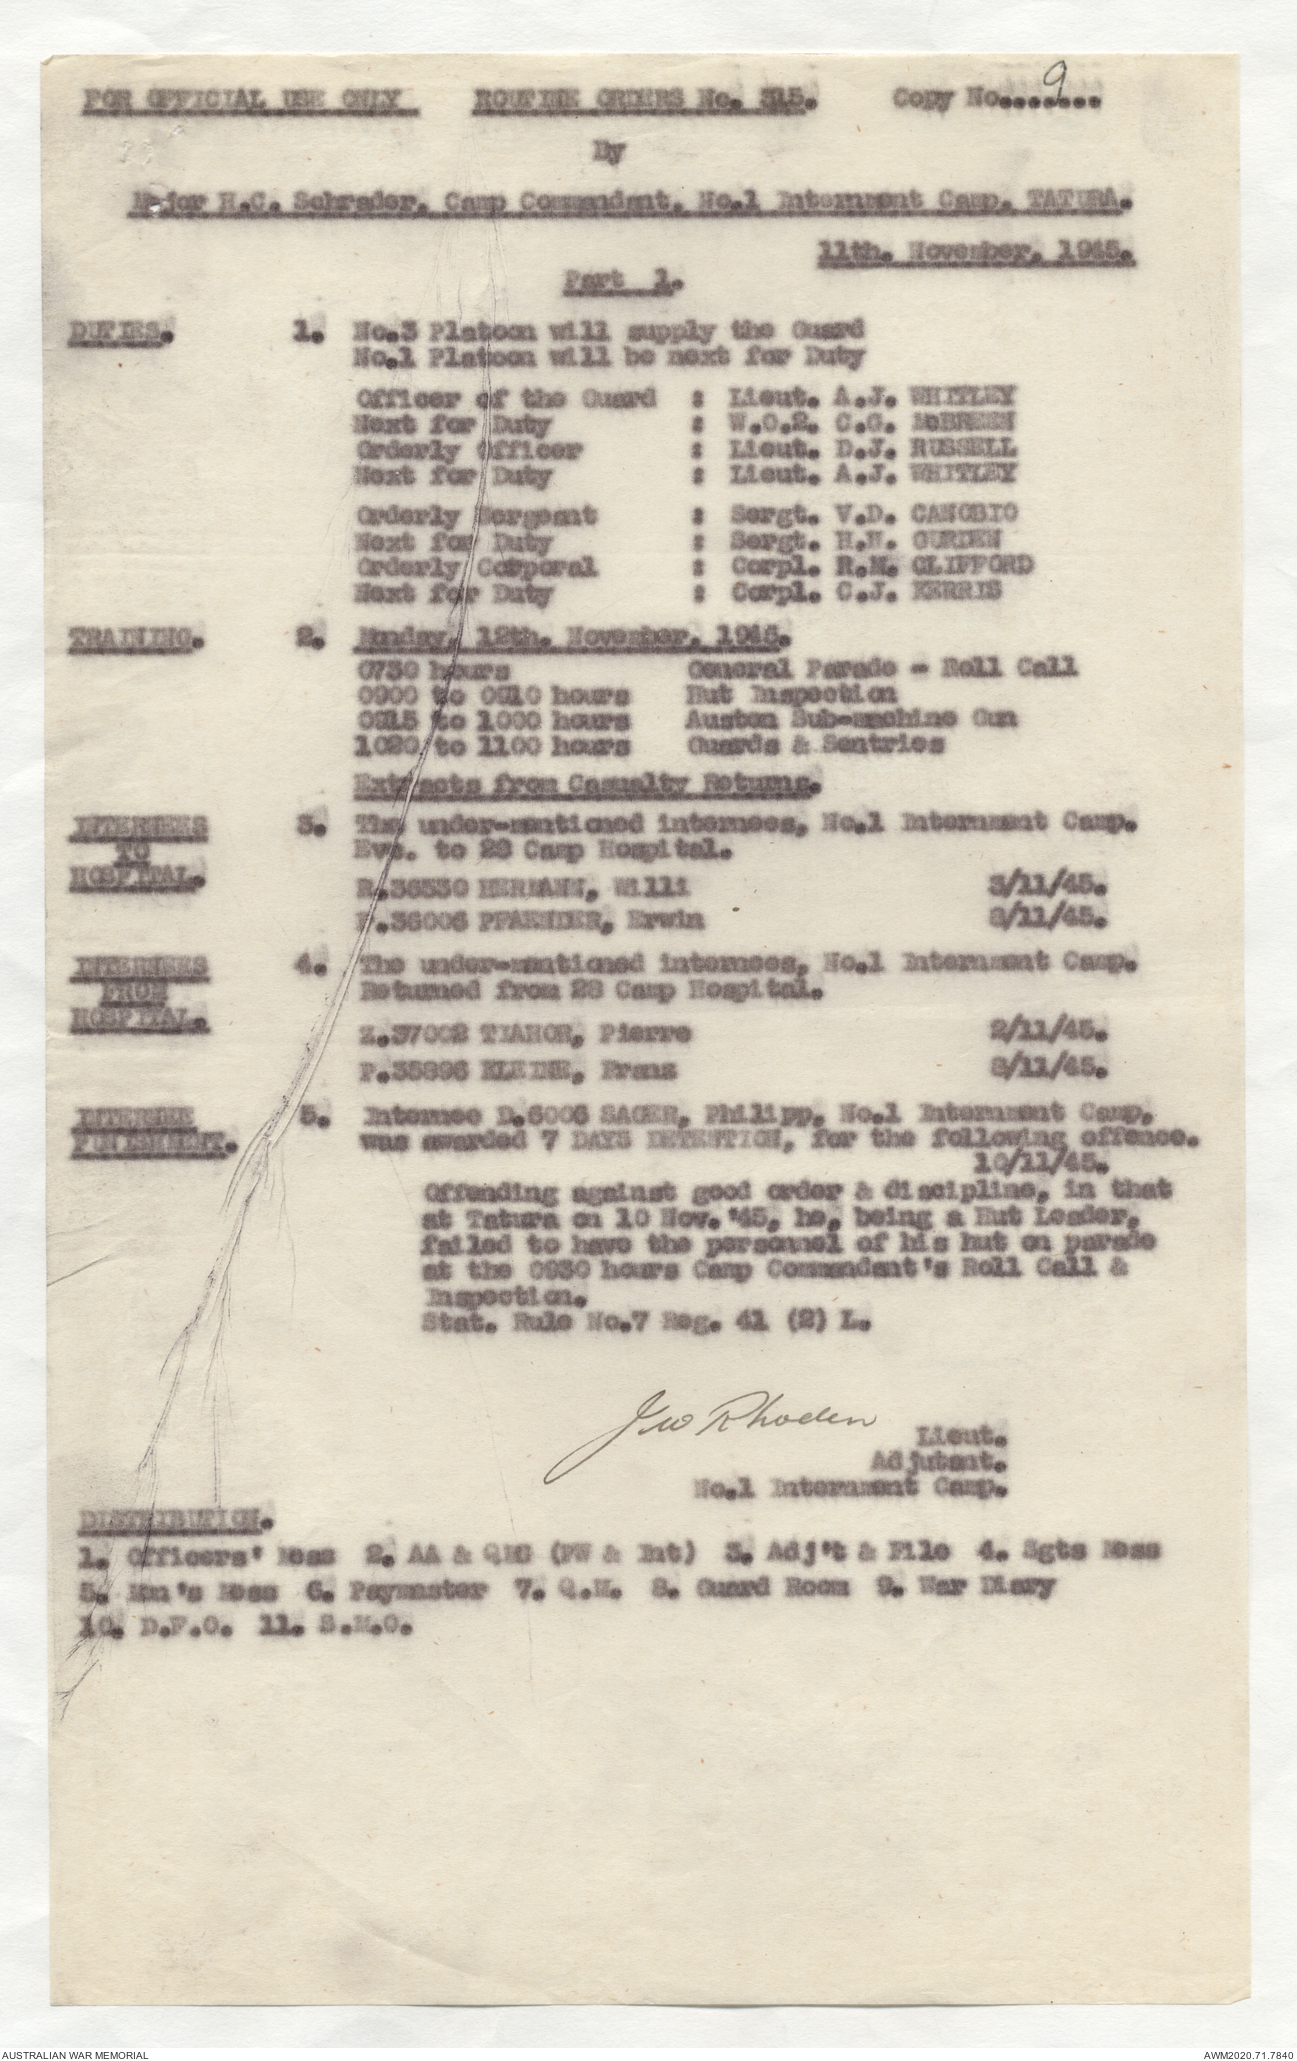 FOR OFFICIAL USE ONLY ROUTINE ORDERS No. 315. Copy No....9...
By
Major H.C. Schrader, Camp Commandant, No.1 Internment Camp, TATURA.
11th. November, 1945.
Part 1.
DUTIES. 1. No.3 Platoon will supply the Guard
No.1 Platoon will be next for Duty
Officer of the Guard : Lieut. A.J. WHITLEY
Next for Duty : W.O.2. C.G. McBREEN
Orderly Officer : Lieut. D.J. RUSSELL
Next for Duty : Lieut. A.J. WHITLEY
Orderly Sergeant : Sergt. V.D. CANOBIO
Next for Duty : Sergt. H.N. GURDEN
Orderly Corporal : Corpl. R.M. CLIFFORD
Next for Duty : Corpl. C.J. KERRIS
TRAINING. 2. Monday, 12th. November, 1945.
0730 hours General Parade - Roll Call
0900 to 0910 hours Hut Inspection
0915 to 1000 hours Austen Sub-machine Gun
1020 to 1100 hours Guards & Sentries
Extracts from Casualty Returns.
INTERNEES TO HOSPITAL. 3. The under-mentioned internees, No.1 Internment Camp.
Eve. to 28 Camp Hospital.
R.36530 HERMANN, Willi 3/11/45.
36006 PFAENDER, Erwin 8/11/45.
INTERNEES FROM HOSPITAL. 4. The under-mentioned internees, No.1 Internment Camp.
Returned from 28 Camp Hospital.
Z.37002 TIAHOR, Pierre 2/11/45.
P.35896 KLEINE, Franz 8/11/45.
INTERNEE PUNISHMENT. 5. Internee D.6006 SAGER, Philipp, No.1 Internment Camp,
was awarded 7 DAYS DETENTION, for the following offence.
10/11/45.
Offending against good order & discipline, in that
at Tatura on 10 Nov. '45, he, being a Hut Leader,
failed to have the personnel of his hut on parade
at the 0930 hours Camp Commandant's Roll Call &
Inspection.
Stat. Rule No.7 Reg. 41 (2) L.
Jw Rhoden
Lieut.
Adjutant.
No.1 Internment Camp.
DISTRIBUTION.
1. Officers' Mess 2. AA & QMG (PW & Int) 3. Adj't & File 4. Sgts Mess
5. Mn's Mess 6. Paymaster 7. Q.M. 8. Guard Room 9. War Diary
10. D.F.O. 11. S.M.O.
AUSTRALIAN WAR MEMORIAL AWM2020.71.7840